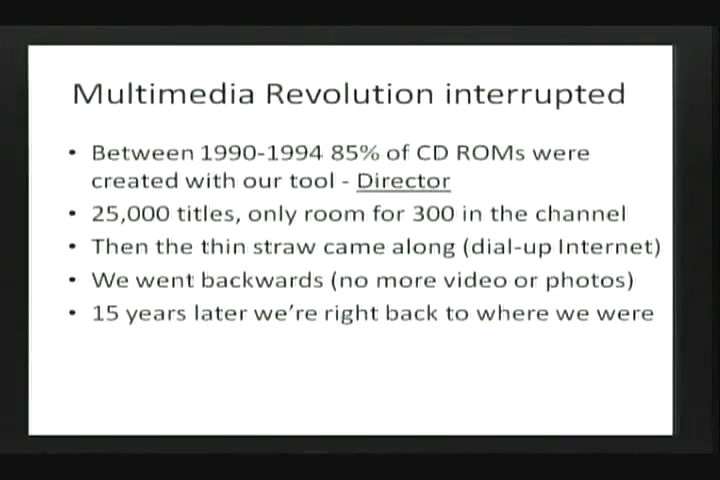 Multimedia Revolution interrupted
• Between 1990-1994 85% of CD ROMs were
created with our tool - Director
• 25,000 titles, only room for 300 in the channel
• Then the thin straw came along (dial-up Internet)
• We went backwards (no more video or photos)
• 15 years later we’re right back to where we were